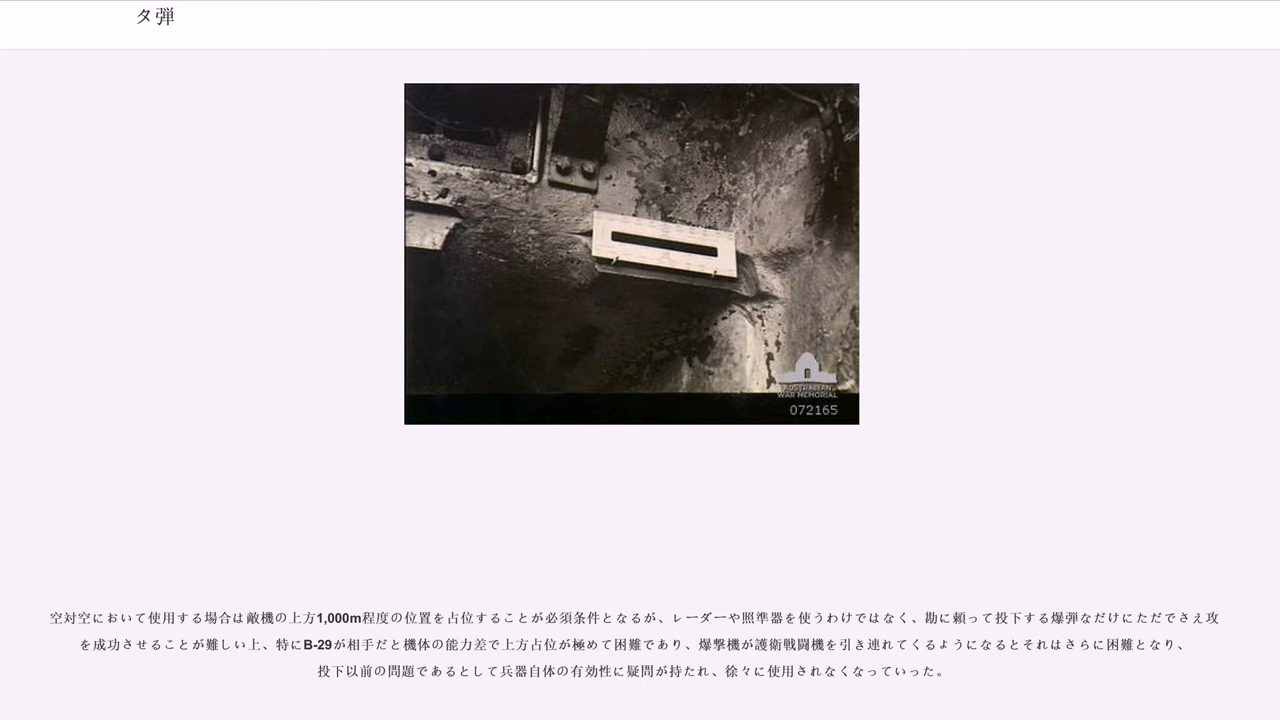 タ弾
AUSTRALIAN
WAR MEMORIAL
072165
空対空において使用する場合は敵機の上方1,000m程度の位置を占位することが必須条件となるが、レーダーや照準器を使うわけではなく、勘に頼って投下する爆弾なだけにただでさえ攻
を成功させることが難しい上、特にB-29が相手だと機体の能力差で上方占位が極めて困難であり、爆撃機が護衛戦闘機を引き連れてくるようになるとそれはさらに困難となり、
投下以前の問題であるとして兵器自体の有効性に疑問が持たれ、徐々に使用されなくなっていった。